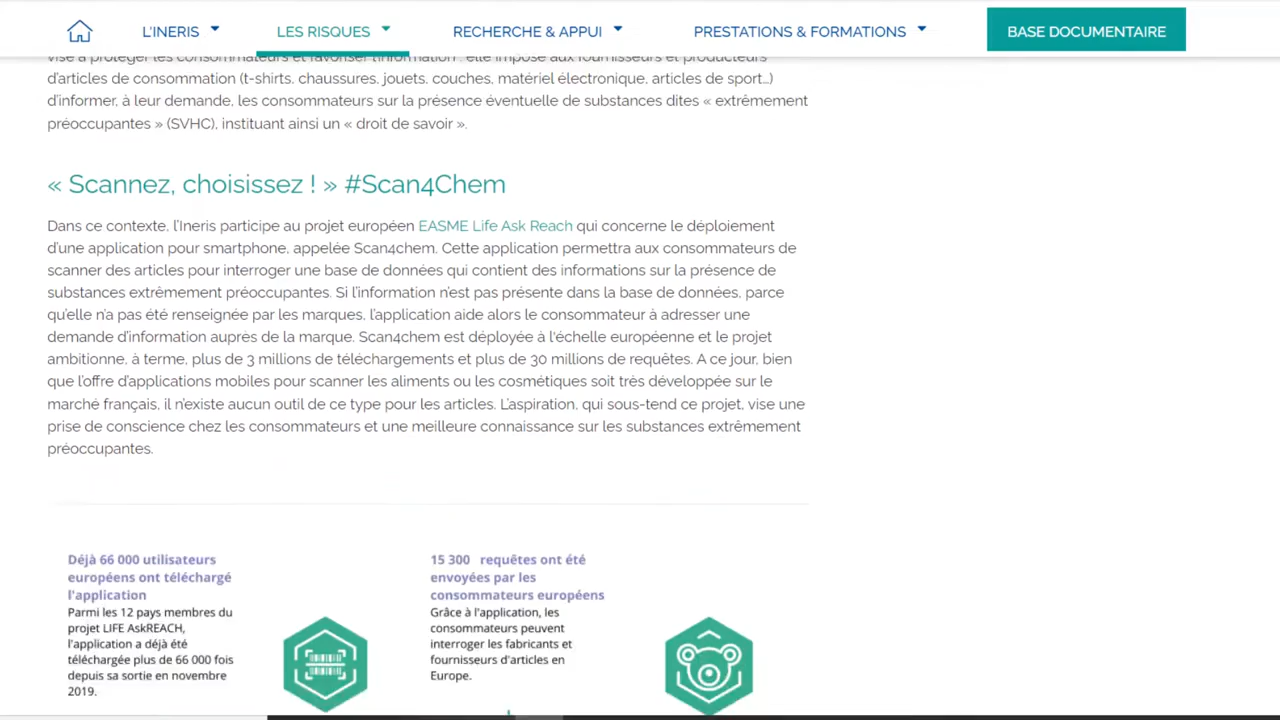 L'INERIS
LES RISQUES
RECHERCHE & APPUI
PRESTATIONS & FORMATIONS
BASE DOCUMENTAIRE
vise à protéger les consommateurs et favoriser l'information : elle impose aux fournisseurs et producteurs
d'articles de consommation (t-shirts, chaussures, jouets, couches, matériel électronique, articles de sport…)
d'informer, à leur demande, les consommateurs sur la présence éventuelle de substances dites « extrêmement
préoccupantes » (SVHC), instituant ainsi un « droit de savoir ».
« Scannez, choisissez ! » #Scan4Chem
Dans ce contexte, l'Ineris participe au projet européen EASME Life Ask Reach qui concerne le déploiement
d'une application pour smartphone, appelée Scan4chem. Cette application permettra aux consommateurs de
scanner des articles pour interroger une base de données qui contient des informations sur la présence de
substances extrêmement préoccupantes. Si l'information n'est pas présente dans la base de données, parce
qu'elle n'a pas été renseignée par les marques, l'application aide alors le consommateur à adresser une
demande d'information auprès de la marque. Scan4chem est déployée à l'échelle européenne et le projet
ambitionne, à terme, plus de 3 millions de téléchargements et plus de 30 millions de requêtes. A ce jour, bien
que l'offre d'applications mobiles pour scanner les aliments ou les cosmétiques soit très développée sur le
marché français, il n'existe aucun outil de ce type pour les articles. L'aspiration, qui sous-tend ce projet, vise une
prise de conscience chez les consommateurs et une meilleure connaissance sur les substances extrêmement
préoccupantes.
Déjà 66 000 utilisateurs
européens ont téléchargé
l'application
Parmi les 12 pays membres du
projet LIFE AskREACH,
l'application a déjà été
téléchargée plus de 66 000 fois
depuis sa sortie en novembre
2019.
15 300 requêtes ont été
envoyées par les
consommateurs européens
Grâce à l'application, les
consommateurs peuvent
interroger les fabricants et
fournisseurs d'articles en
Europe.